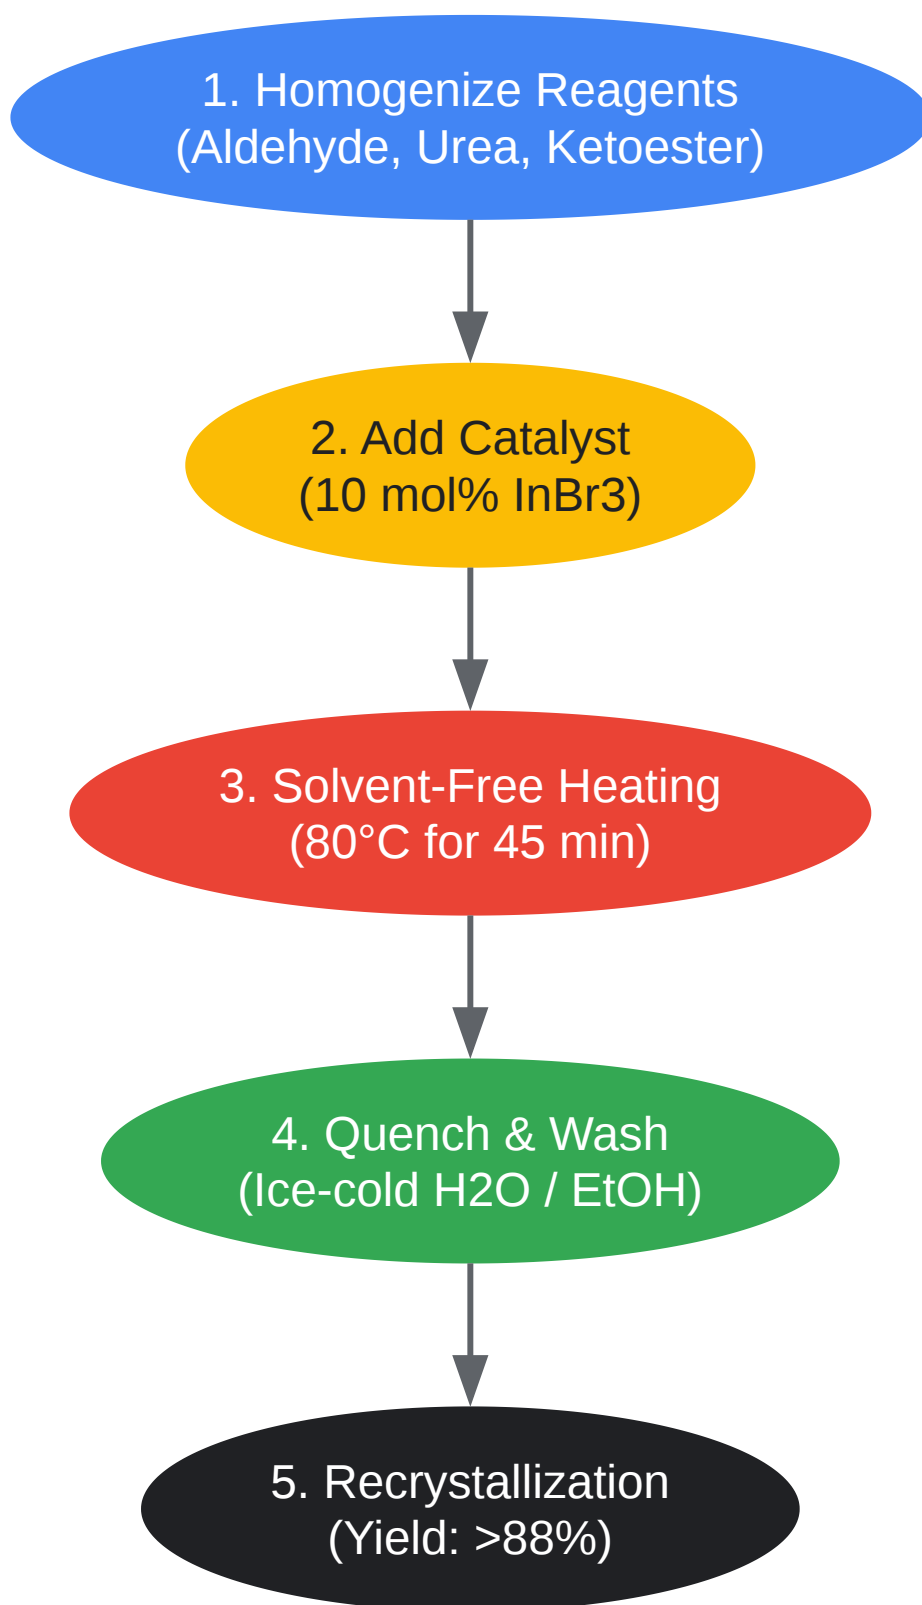 1. Homogenize Reagents
(Aldehyde, Urea, Ketoester)
2. Add Catalyst
(10 mol% InBr3)
3. Solvent-Free Heating
(80°C for 45 min)
4. Quench & Wash
(Ice-cold H2O / EtOH)
5. Recrystallization
(Yield: >88%)